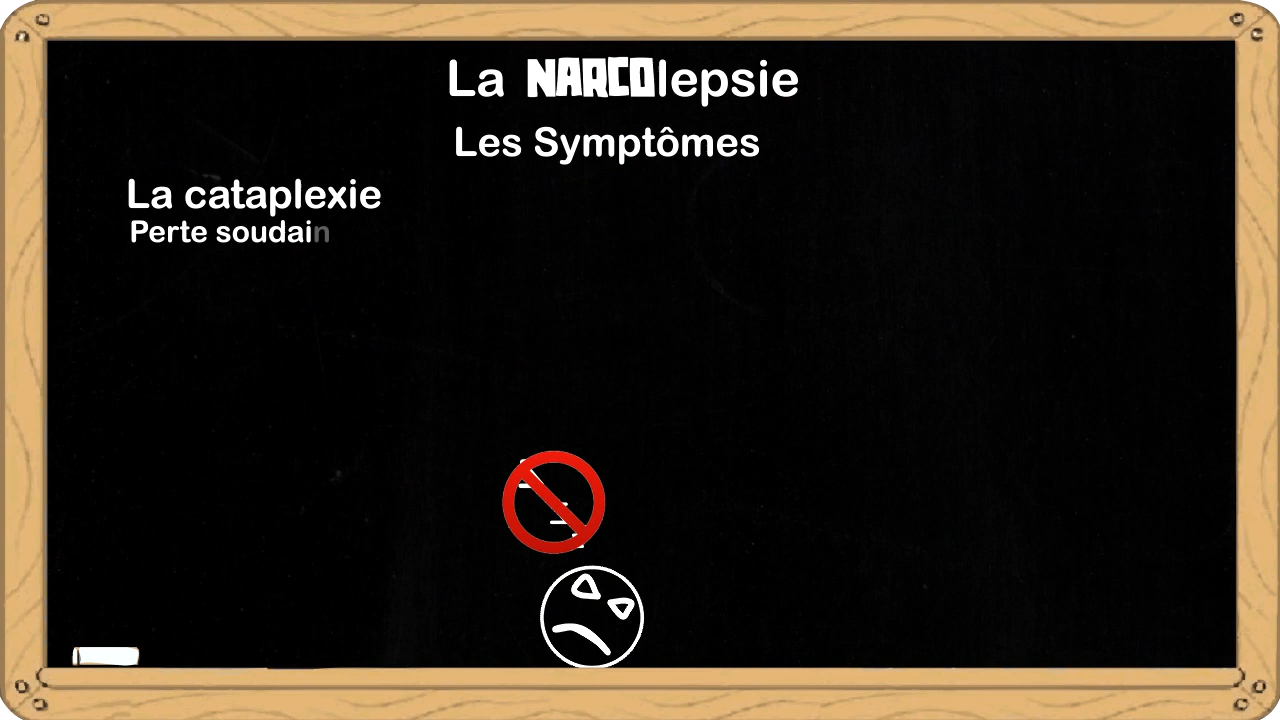 La NARCOlepsie
Les Symptômes
La cataplexie
Perte soudain